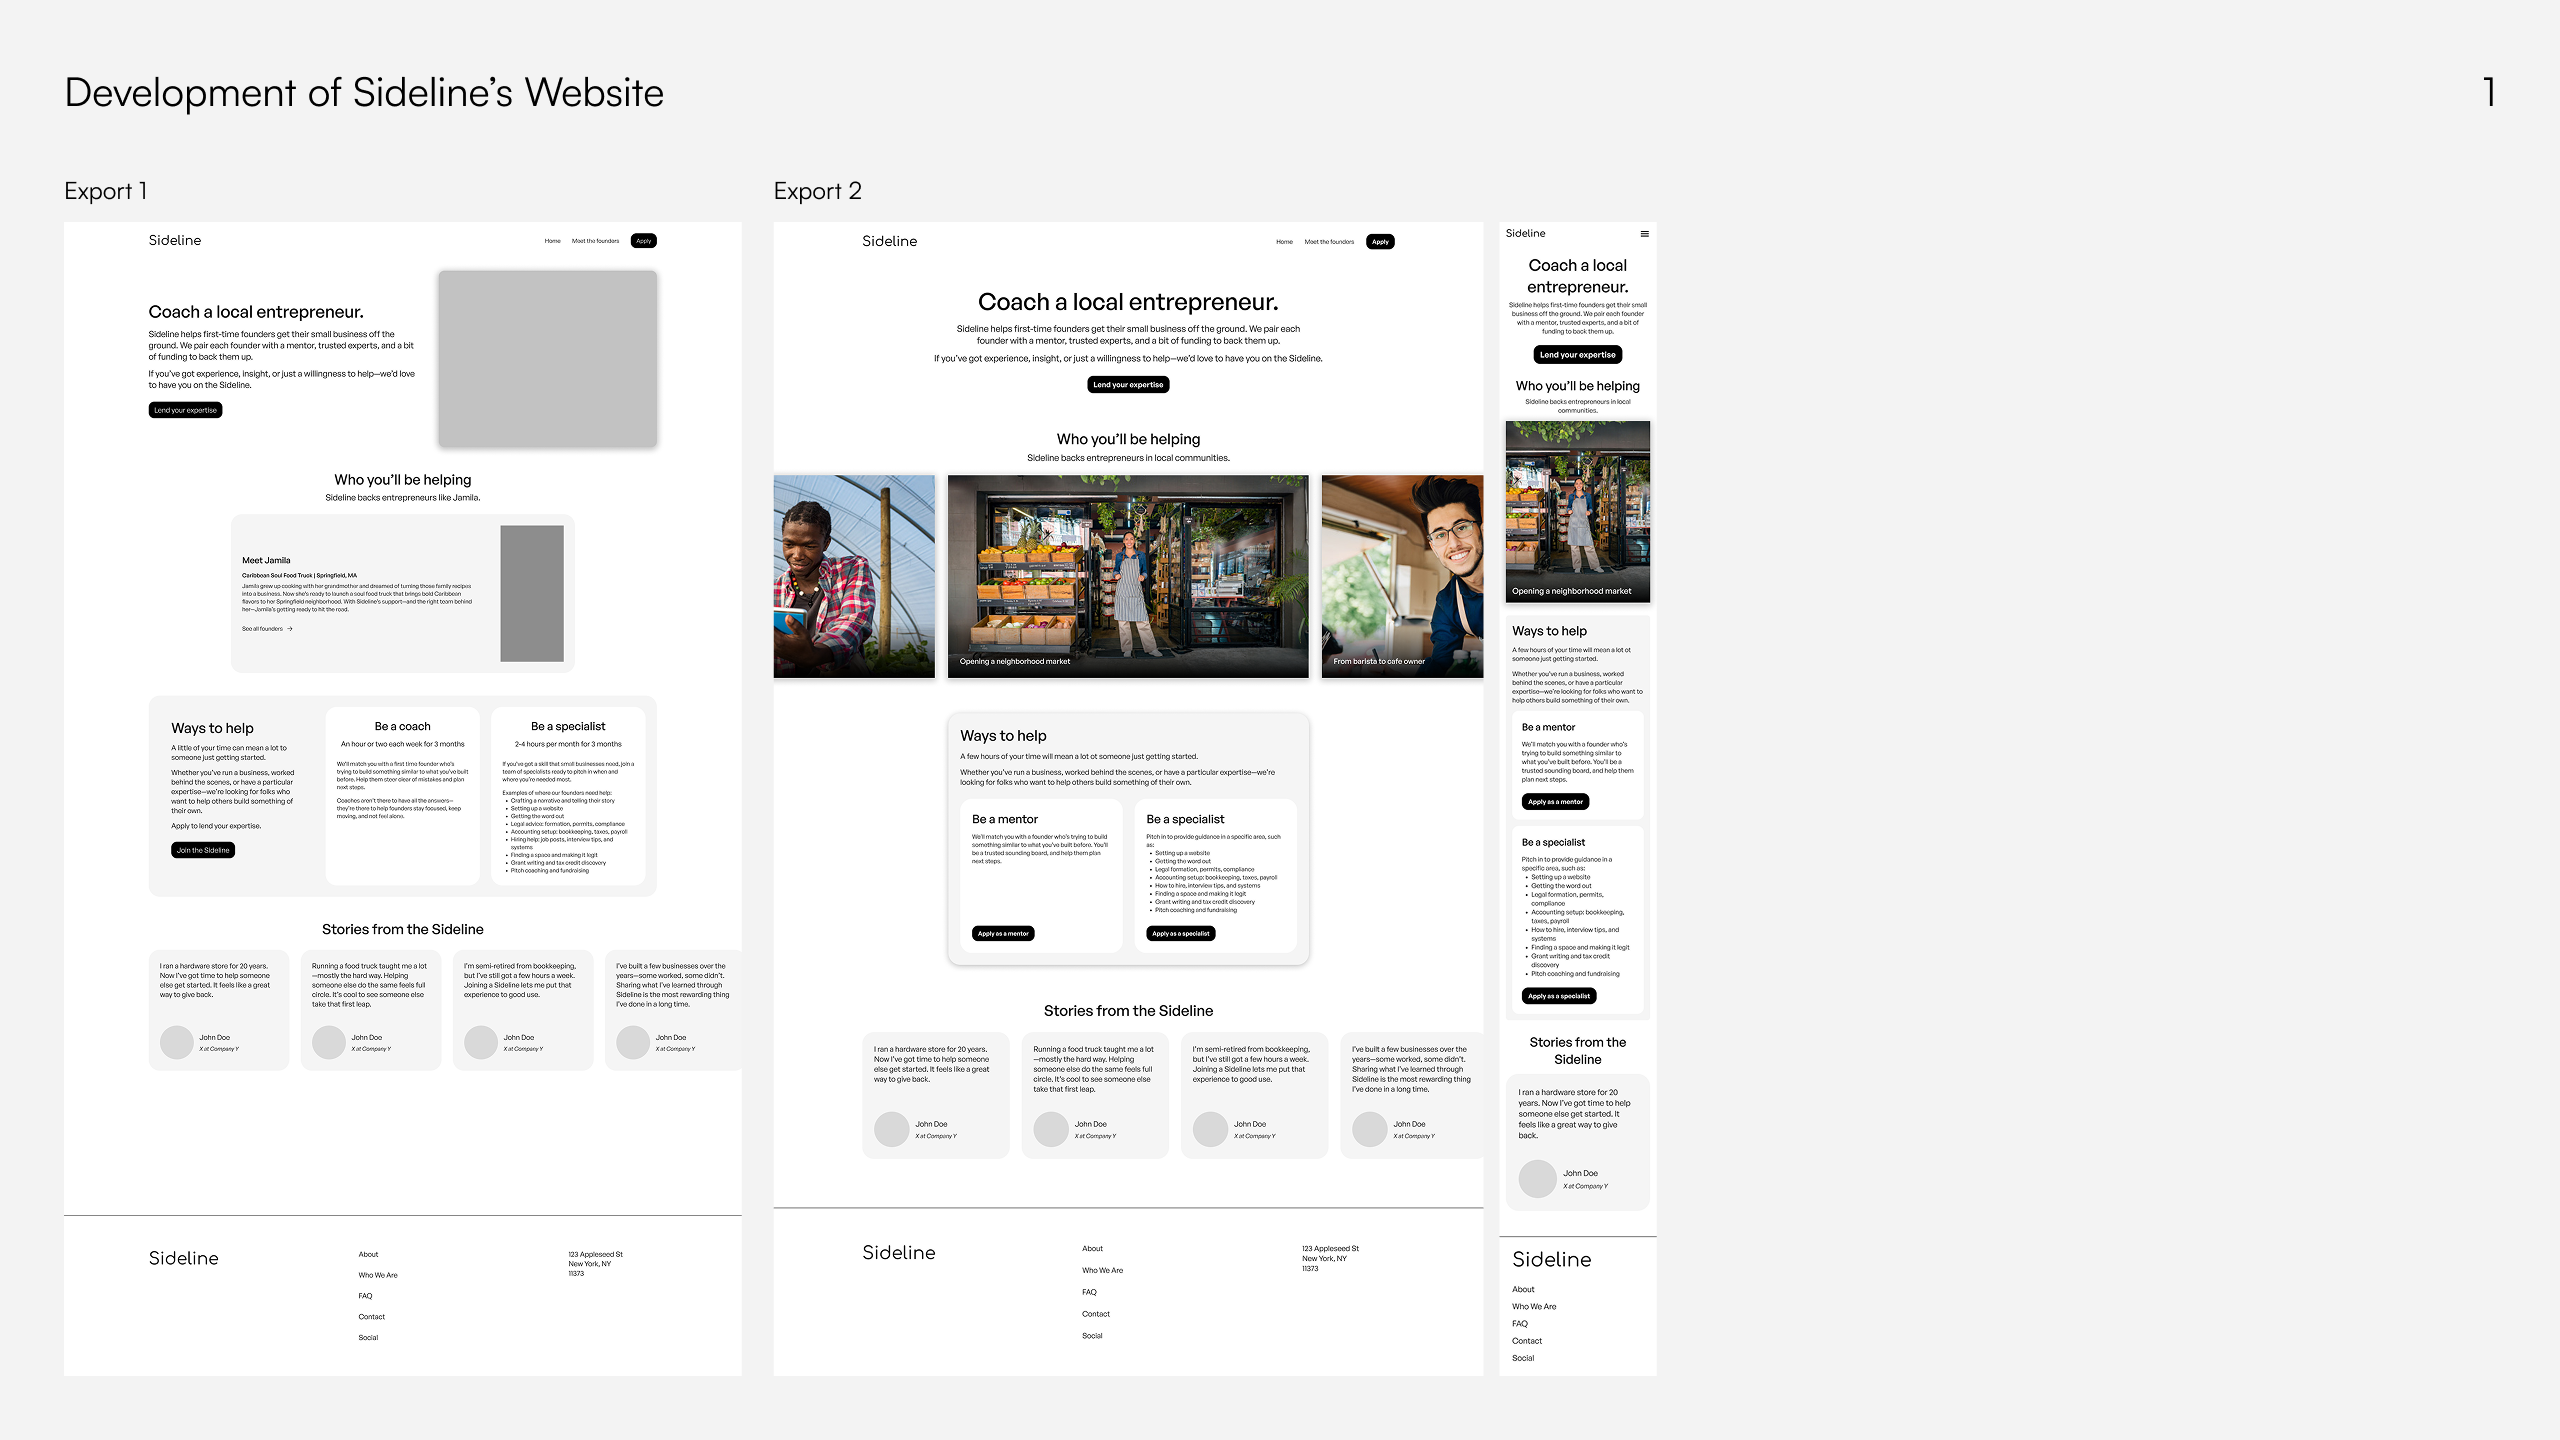 Development of Sideline's Website
1
Export 1
Sideline
Home
Meet the founders
Apply
Coach a local entrepreneur.
Sideline helps first-time founders get their small business off the
ground. We pair each founder with a mentor, trusted experts, and a bit
of funding to back them up.
If you've got experience, insight, or just a willingness to help—we'd love
to have you on the Sideline.
Lend your expertise
Who you'll be helping
Sideline backs entrepreneurs like Jamila.
Meet Jamila
Caribbean Soul Food Truck | Springfield, MA
Jamila grew up cooking with her grandmother and dreamed of turning those family recipes
into a business. Now she's ready to launch a soul food truck that brings bold Caribbean
flavors to her Springfield neighborhood. With Sideline's support—and the right team behind
her—Jamila's getting ready to hit the road.
See all founders →
Ways to help
A little of your time can mean a lot to
someone just getting started.
Whether you've run a business, worked
behind the scenes, or have a particular
expertise—we're looking for folks who
want to help others build something of
their own.
Apply to lend your expertise.
Join the Sideline
Be a coach
An hour or two each week for 3 months
We'll match you with a first time founder who's
trying to build something similar to what you've built
before. Help them steer clear of mistakes and plan
next steps.
Coaches aren't there to have all the answers—
they're there to help founders stay focused, keep
moving, and not feel alone.
Be a specialist
2-4 hours per month for 3 months
If you've got a skill that small businesses need, join a
team of specialists ready to pitch in when and
where you're needed most.
Examples of where our founders need help:
• Crafting a narrative and telling their story
• Setting up a website
• Getting the word out
• Legal advice: formation, permits, compliance
• Accounting setup: bookkeeping, taxes, payroll
• Hiring help: job posts, interview tips, and
systems
• Finding a space and making it legit
• Grant writing and tax credit discovery
• Pitch coaching and fundraising
Stories from the Sideline
I ran a hardware store for 20 years.
Now I've got time to help someone
else get started. It feels like a great
way to give back.
John Doe
X at Company Y
Running a food truck taught me a lot
—mostly the hard way. Helping
someone else do the same feels full
circle. It's cool to see someone else
take that first leap.
John Doe
X at Company Y
I'm semi-retired from bookkeeping,
but I've still got a few hours a week.
Joining a Sideline lets me put that
experience to good use.
John Doe
X at Company Y
I've built a few businesses over the
years—some worked, some didn't.
Sharing what I've learned through
Sideline is the most rewarding thing
I've done in a long time.
John Doe
X at Company Y
Sideline
About
Who We Are
FAQ
Contact
Social
123 Appleseed St
New York, NY
11373
Export 2
Sideline
Home
Meet the founders
Apply
Coach a local entrepreneur.
Sideline helps first-time founders get their small business off the ground. We pair each
founder with a mentor, trusted experts, and a bit of funding to back them up.
If you've got experience, insight, or just a willingness to help—we'd love to have you on the Sideline.
Lend your expertise
Who you'll be helping
Sideline backs entrepreneurs in local communities.
Opening a neighborhood market
From barista to cafe owner
Ways to help
A few hours of your time will mean a lot ot someone just getting started.
Whether you've run a business, worked behind the scenes, or have a particular expertise—we're
looking for folks who want to help others build something of their own.
Be a mentor
We'll match you with a founder who's trying to build
something similar to what you've built before. You'll
be a trusted sounding board, and help them plan
next steps.
Apply as a mentor
Be a specialist
Pitch in to provide guidance in a specific area, such
as:
• Setting up a website
• Getting the word out
• Legal formation, permits, compliance
• Accounting setup: bookkeeping, taxes, payroll
• How to hire, interview tips, and systems
• Finding a space and making it legit
• Grant writing and tax credit discovery
• Pitch coaching and fundraising
Apply as a specialist
Stories from the Sideline
I ran a hardware store for 20 years.
Now I've got time to help someone
else get started. It feels like a great
way to give back.
John Doe
X at Company Y
Running a food truck taught me a lot
—mostly the hard way. Helping
someone else do the same feels full
circle. It's cool to see someone else
take that first leap.
John Doe
X at Company Y
I'm semi-retired from bookkeeping,
but I've still got a few hours a week.
Joining a Sideline lets me put that
experience to good use.
John Doe
X at Company Y
I've built a few businesses over the
years—some worked, some didn't.
Sharing what I've learned through
Sideline is the most rewarding thing
I've done in a long time.
John Doe
X at Company Y
Sideline
About
Who We Are
FAQ
Contact
Social
123 Appleseed St
New York, NY
11373
Sideline
Coach a local
entrepreneur.
Sideline helps first-time founders get their small
business off the ground. We pair each founder
with a mentor, trusted experts, and a bit of
funding to back them up.
Lend your expertise
Who you'll be helping
Sideline backs entrepreneurs in local
communities.
Opening a neighborhood market
Ways to help
A few hours of your time will mean a lot ot
someone just getting started.
Whether you've run a business, worked
behind the scenes, or have a particular
expertise—we're looking for folks who want to
help others build something of their own.
Be a mentor
We'll match you with a founder who's
trying to build something similar to
what you've built before. You'll be a
trusted sounding board, and help them
plan next steps.
Apply as a mentor
Be a specialist
Pitch in to provide guidance in a
specific area, such as:
• Setting up a website
• Getting the word out
• Legal formation, permits,
compliance
• Accounting setup: bookkeeping,
taxes, payroll
• How to hire, interview tips, and
systems
• Finding a space and making it legit
• Grant writing and tax credit
discovery
• Pitch coaching and fundraising
Apply as a specialist
Stories from the
Sideline
I ran a hardware store for 20
years. Now I've got time to help
someone else get started. It
feels like a great way to give
back.
John Doe
X at Company Y
Sideline
About
Who We Are
FAQ
Contact
Social